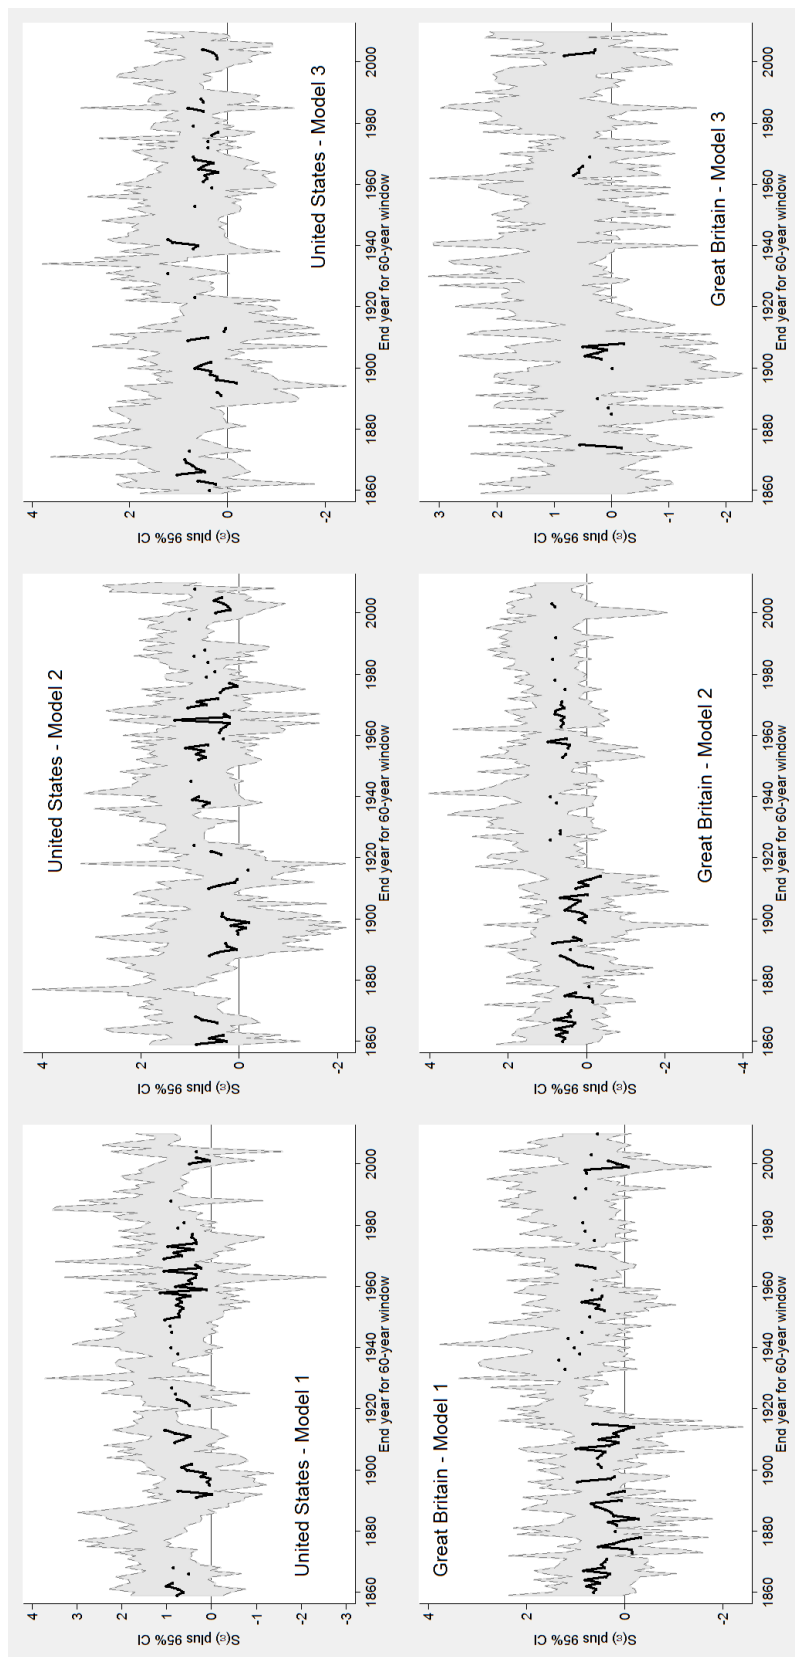 United States - Model 1
S(ε) plus 95% CI
4
3
2
1
0
-1
-2
-3
1860 1880 1900 1920 1940 1960 1980 2000
End year for 60-year window
United States - Model 2
S(ε) plus 95% CI
4
2
0
-2
1860 1880 1900 1920 1940 1960 1980 2000
End year for 60-year window
United States - Model 3
S(ε) plus 95% CI
4
2
0
-2
1860 1880 1900 1920 1940 1960 1980 2000
End year for 60-year window
Great Britain - Model 1
S(ε) plus 95% CI
4
2
0
-2
1860 1880 1900 1920 1940 1960 1980 2000
End year for 60-year window
Great Britain - Model 2
S(ε) plus 95% CI
4
2
0
-2
-4
1860 1880 1900 1920 1940 1960 1980 2000
End year for 60-year window
Great Britain - Model 3
S(ε) plus 95% CI
3
2
1
0
-1
-2
1860 1880 1900 1920 1940 1960 1980 2000
End year for 60-year window